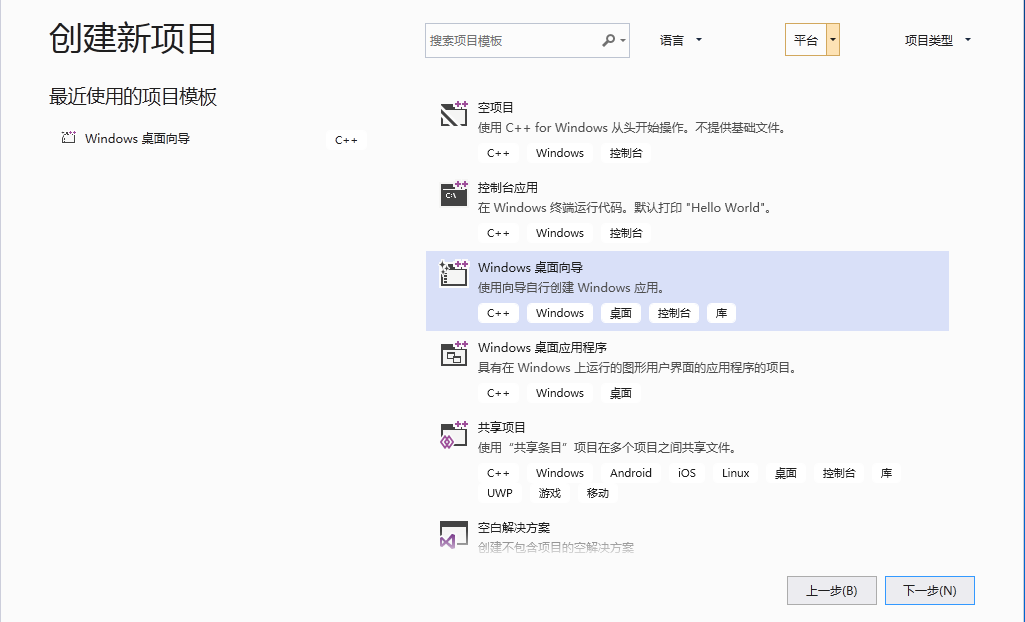 创建新项目
搜索项目模板
语言
平台
项目类型
最近使用的项目模板
Windows 桌面向导
C++
空项目
使用 C++ for Windows 从头开始操作。不提供基础文件。
C++ Windows 控制台
控制台应用
在 Windows 终端运行代码。默认打印 "Hello World"。
C++ Windows 控制台
Windows 桌面向导
使用向导自行创建 Windows 应用。
C++ Windows 桌面 控制台 库
Windows 桌面应用程序
具有在 Windows 上运行的图形用户界面的应用程序的项目。
C++ Windows 桌面
共享项目
使用“共享条目”项目在多个项目之间共享文件。
C++ Windows Android iOS Linux 桌面 控制台 库
UWP 游戏 移动
空白解决方案
创建不包含项目的空解决方案
上一步(B)
下一步(N)